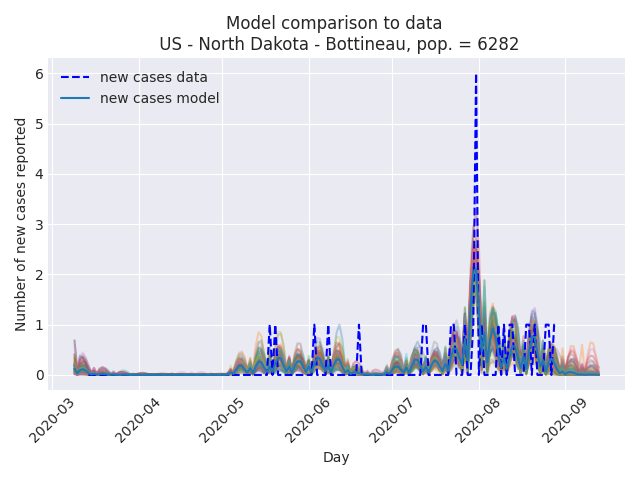 Model comparison to data
US - North Dakota - Bottineau, pop. = 6282
new cases data
new cases model
Number of new cases reported
6
5
4
3
2
1
0
2020-03
2020-04
2020-05
2020-06
2020-07
2020-08
2020-09
Day